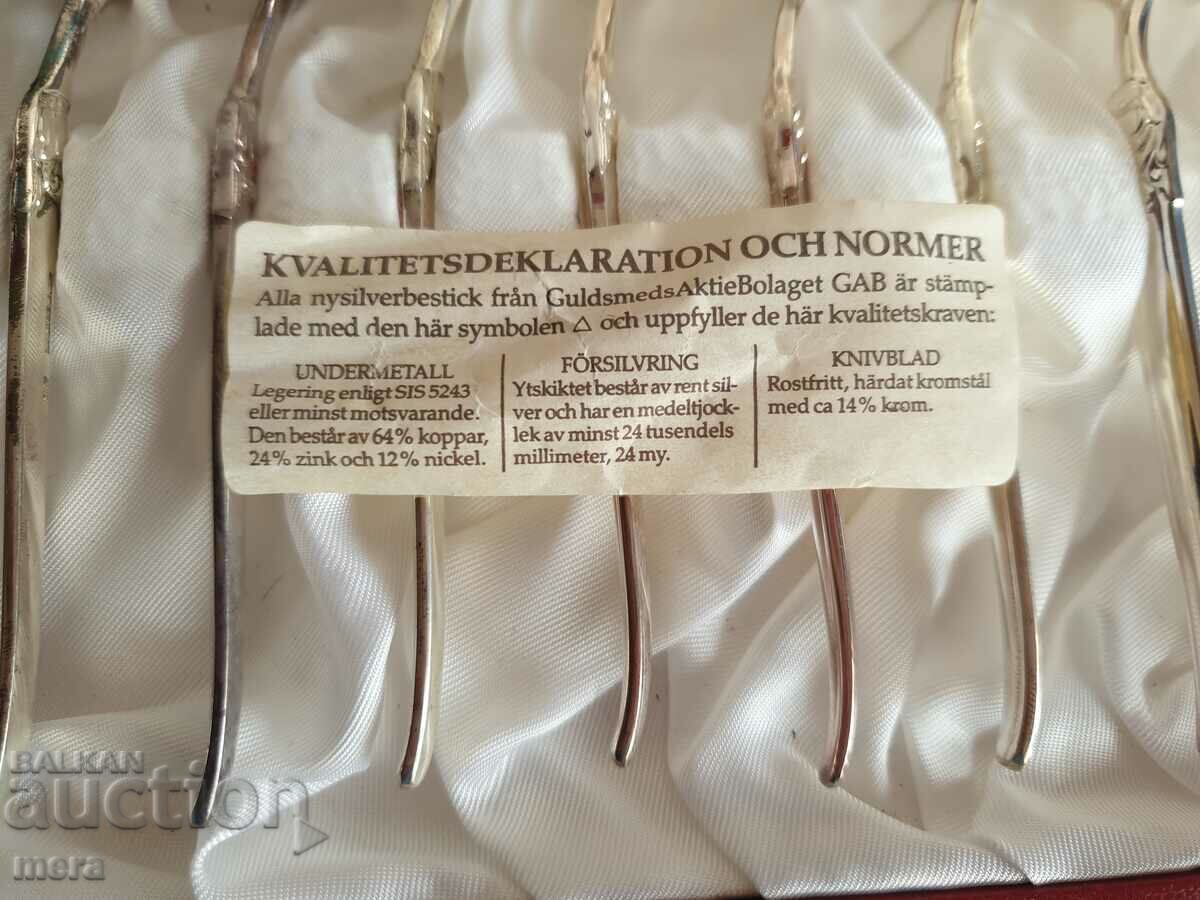 KVALITETSDEKLARATION OCH NORMER
Alla nysilverbestick från GuldsmedsAktieBolaget GAB är stämp-
lade med den här symbolen △ och uppfyller de här kvalitetskraven:
UNDERMETALL
Legering enligt SIS 5243
eller minst motsvarande.
Den består av 64% koppar,
24% zink och 12% nickel.
FÖRSILVRING
Ytskiktet består av rent sil-
ver och har en medeltjock-
lek av minst 24 tusendels
millimeter, 24 my.
KNIVBLAD
Rostfritt, härdat kromstål
med ca 14% krom.
BALKAN
auction
mera